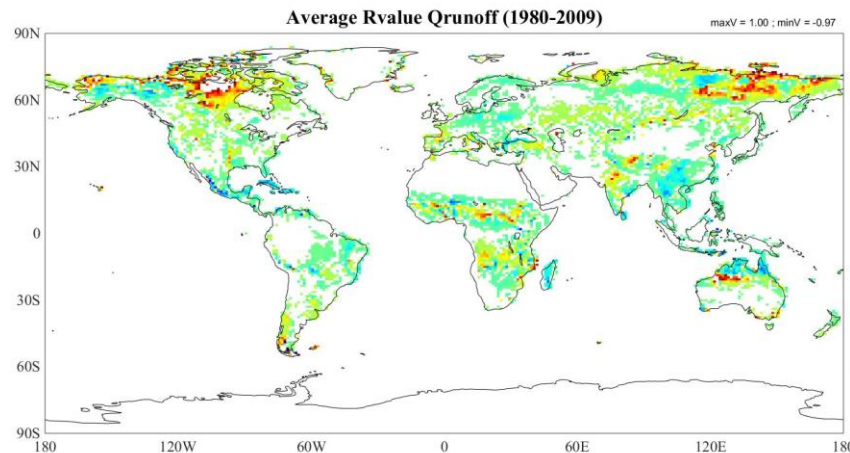 Average Rvalue Qrunoff (1980-2009)
maxV = 1.00 ; minV = -0.97
90N
60N
30N
0
30S
60S
90S
180 120W 60W 0 60E 120E 180